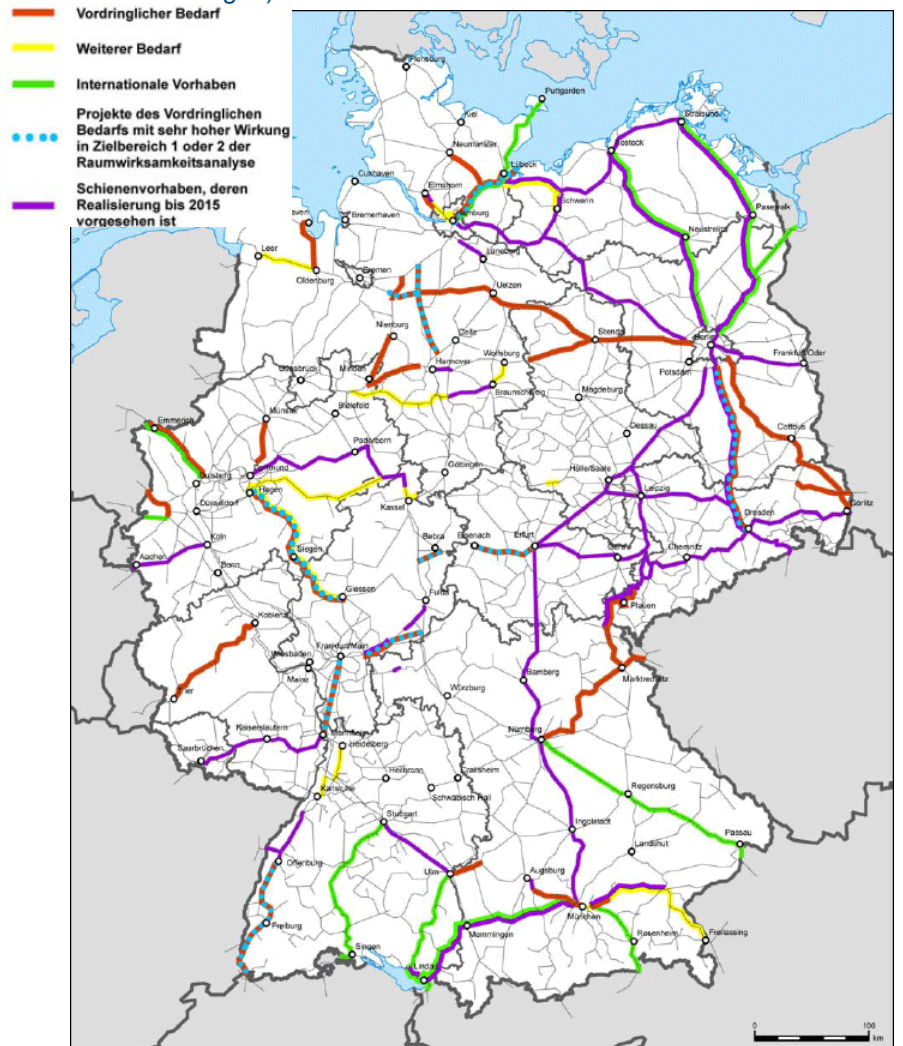 Vordringlicher Bedarf
Weiterer Bedarf
Internationale Vorhaben
Projekte des Vordringlichen
Bedarfs mit sehr hoher Wirkung
in Zielbereich 1 oder 2 der
Raumwirksamkeitsanalyse
Schienenvorhaben, deren
Realisierung bis 2015
vorgesehen ist
Flensburg
Puttgarden
Kiel
Stralsund
Neumünster
Rostock
Lübeck
Cuxhaven
Elmshorn
Schwerin
Pasewalk
Bremerhaven
Neustrelitz
Leer
Lüneburg
Oldenburg
Bremen
Uelzen
Nienburg
Celle
Stendal
Berlin
Hannover
Wolfsburg
Potsdam
Frankfurt/Oder
Osnabrück
Minden
Braunschweig
Magdeburg
Bielefeld
Emmerich
Münster
Cottbus
Dessau
Paderborn
Dortmund
Göttingen
Halle/Saale
Duisburg
Hagen
Leipzig
Kassel
Düsseldorf
Görlitz
Dresden
Köln
Siegen
Bebra
Eisenach
Erfurt
Aachen
Gera
Chemnitz
Bonn
Giessen
Fulda
Plauen
Koblenz
Frankfurt/Main
Wiesbaden
Mainz
Marktredwitz
Bamberg
Trier
Würzburg
Kaiserslautern
Mannheim
Nürnberg
Saarbrücken
Heidelberg
Heilbronn
Crailsheim
Karlsruhe
Schwäbisch Hall
Regensburg
Stuttgart
Ingolstadt
Passau
Landshut
Offenburg
Ulm
Augsburg
München
Freiburg
Memmingen
Rosenheim
Freilassing
Singen
Lindau
0 100
km